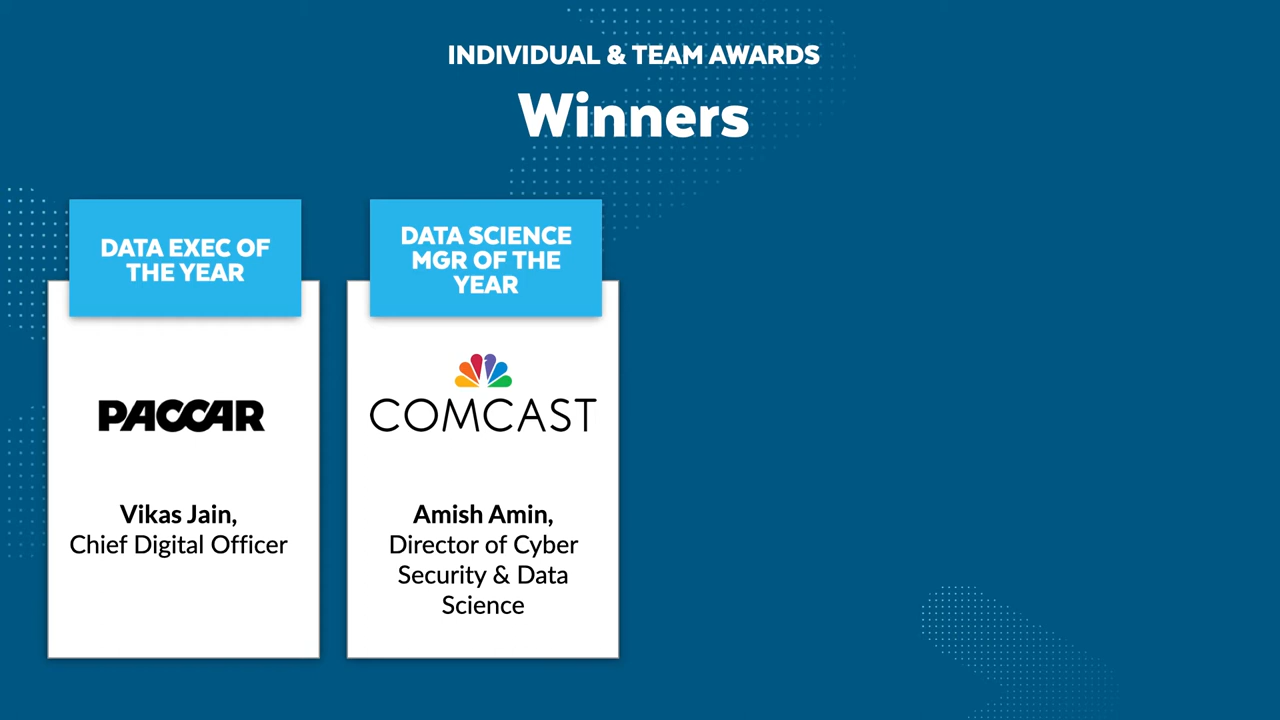 INDIVIDUAL & TEAM AWARDS
Winners
DATA EXEC OF
THE YEAR
PACCAR
Vikas Jain,
Chief Digital Officer
DATA SCIENCE
MGR OF THE
YEAR
COMCAST
Amish Amin,
Director of Cyber
Security & Data
Science